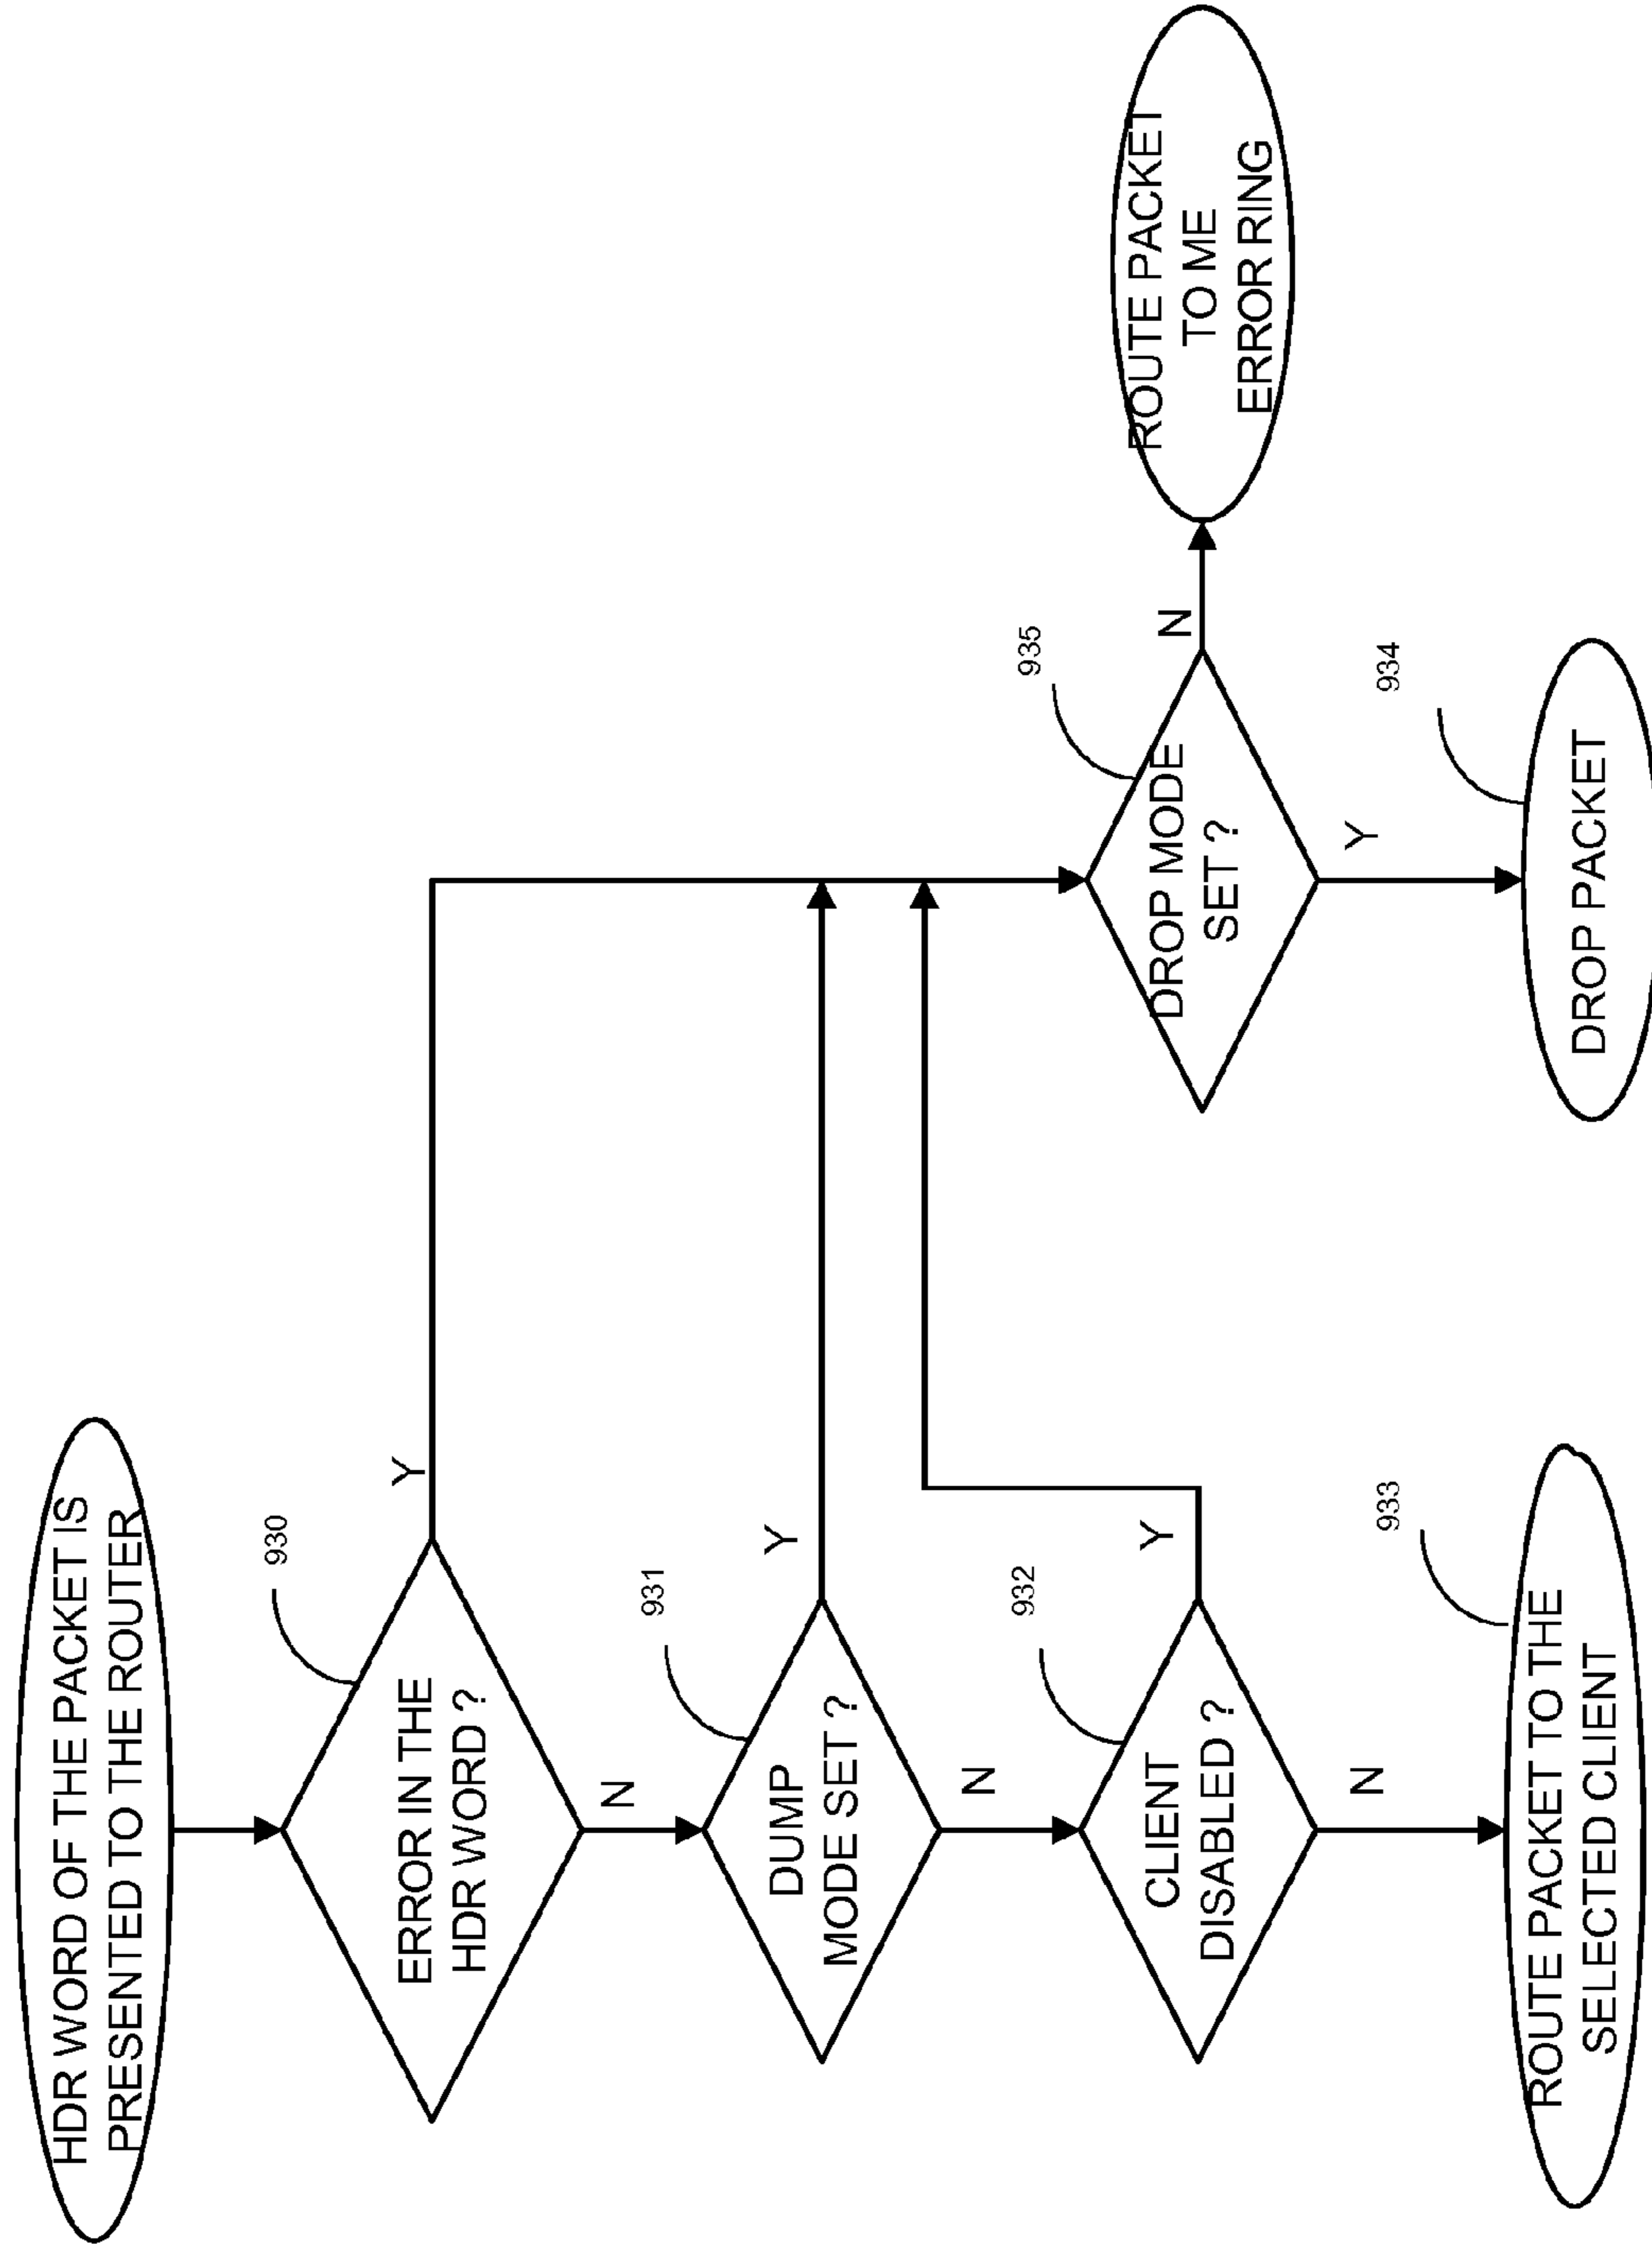 HDR WORD OF THE PACKET IS
PRESENTED TO THE ROUTER
930
ERROR IN THE
HDR WORD ?
Y
N
931
DUMP
MODE SET ?
Y
N
932
CLIENT
DISABLED ?
Y
N
933
ROUTE PACKET TO THE
SELECTED CLIENT
935
DROP MODE
SET ?
N
Y
ROUTE PACKET
TO ME
ERROR RING
934
DROP PACKET